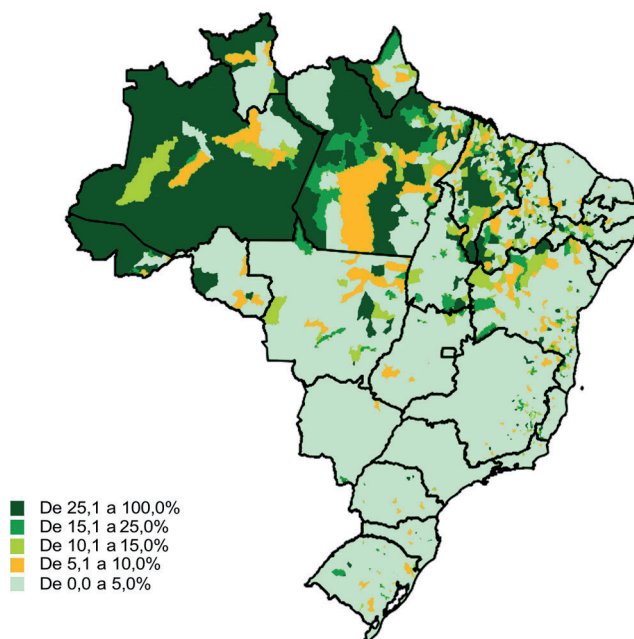 De 25,1 a 100,0%
De 15,1 a 25,0%
De 10,1 a 15,0%
De 5,1 a 10,0%
De 0,0 a 5,0%